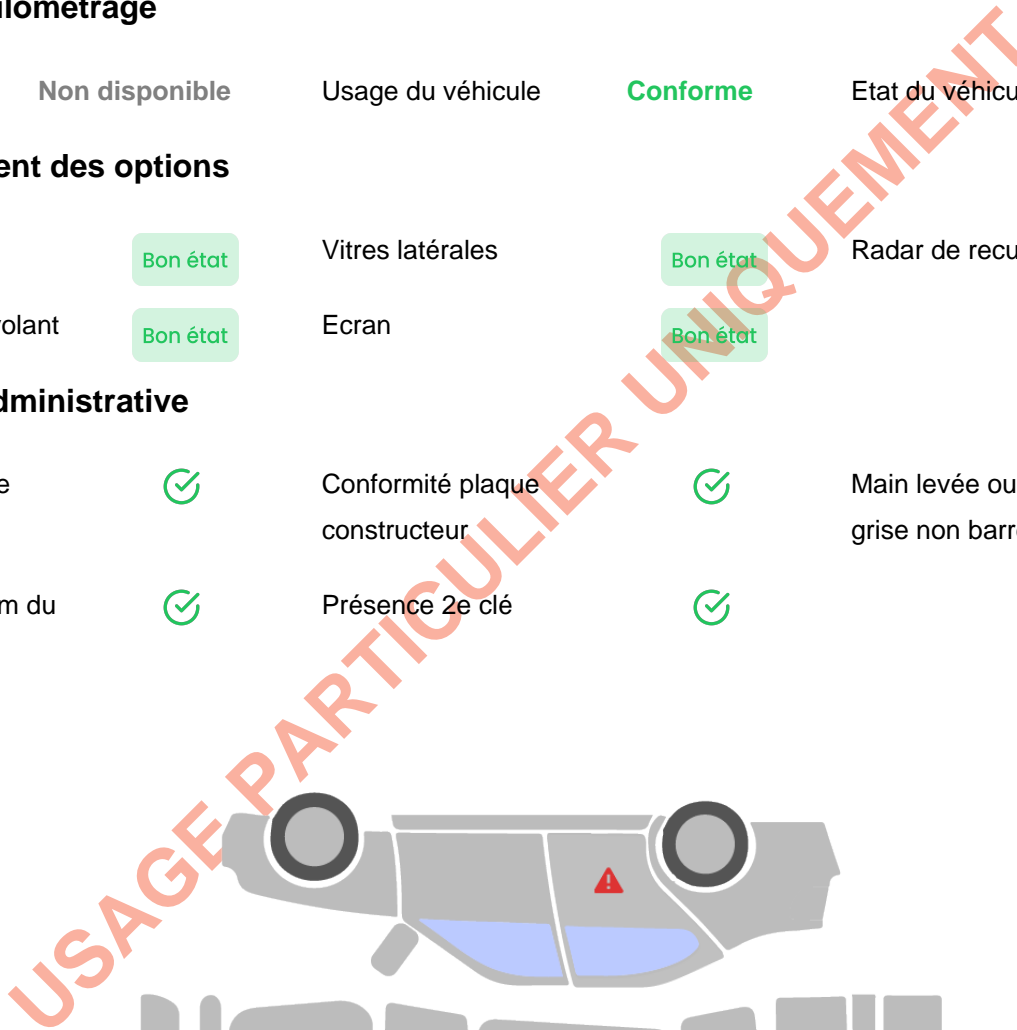 ilométrage
Non disponible Usage du véhicule Conforme Etat du véhicu
ent des options
Bon état Vitres latérales Bon état Radar de recu
olant Bon état Ecran Bon état
dministrative
e Conformité plaque Main levée ou
constructeur grise non barr
m du Présence 2e clé
USAGE PARTICULIER UNIQUEMENT